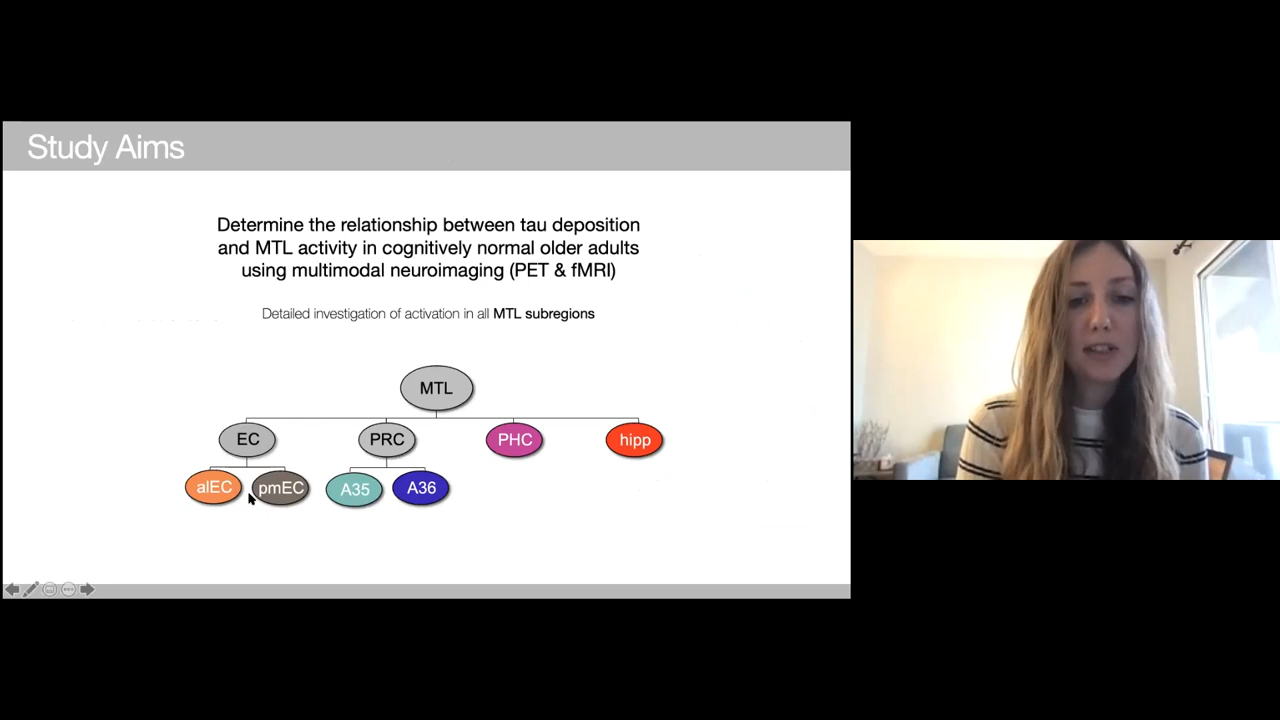 Study Aims
Determine the relationship between tau deposition
and MTL activity in cognitively normal older adults
using multimodal neuroimaging (PET & fMRI)
Detailed investigation of activation in all MTL subregions
MTL
EC PRC PHC hipp
alEC pmEC A35 A36